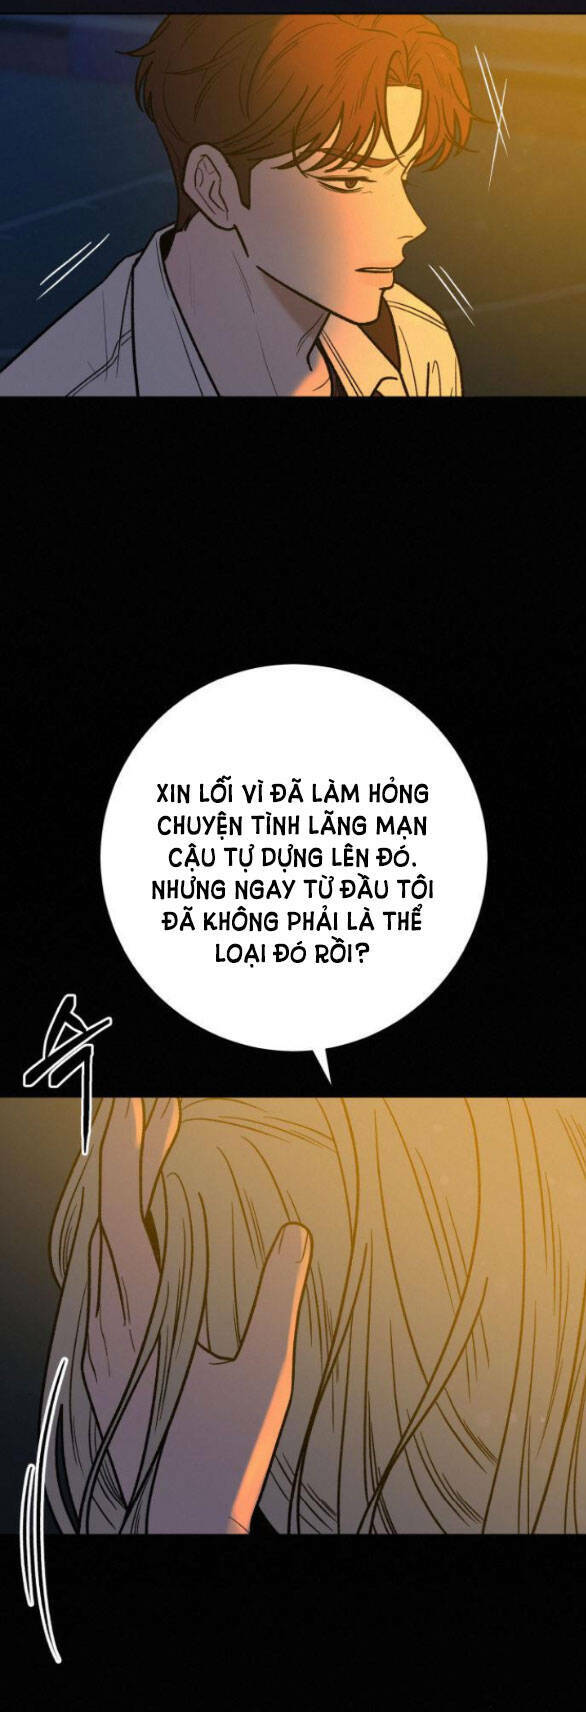 XIN LỖI VÌ ĐÃ LÀM HỎNG
CHUYỆN TÌNH LÃNG MẠN
CẬU TỰ DỰNG LÊN ĐÓ.
NHƯNG NGAY TỪ ĐẦU TÔI
ĐÃ KHÔNG PHẢI LÀ THỂ
LOẠI ĐÓ RỒI?
슥